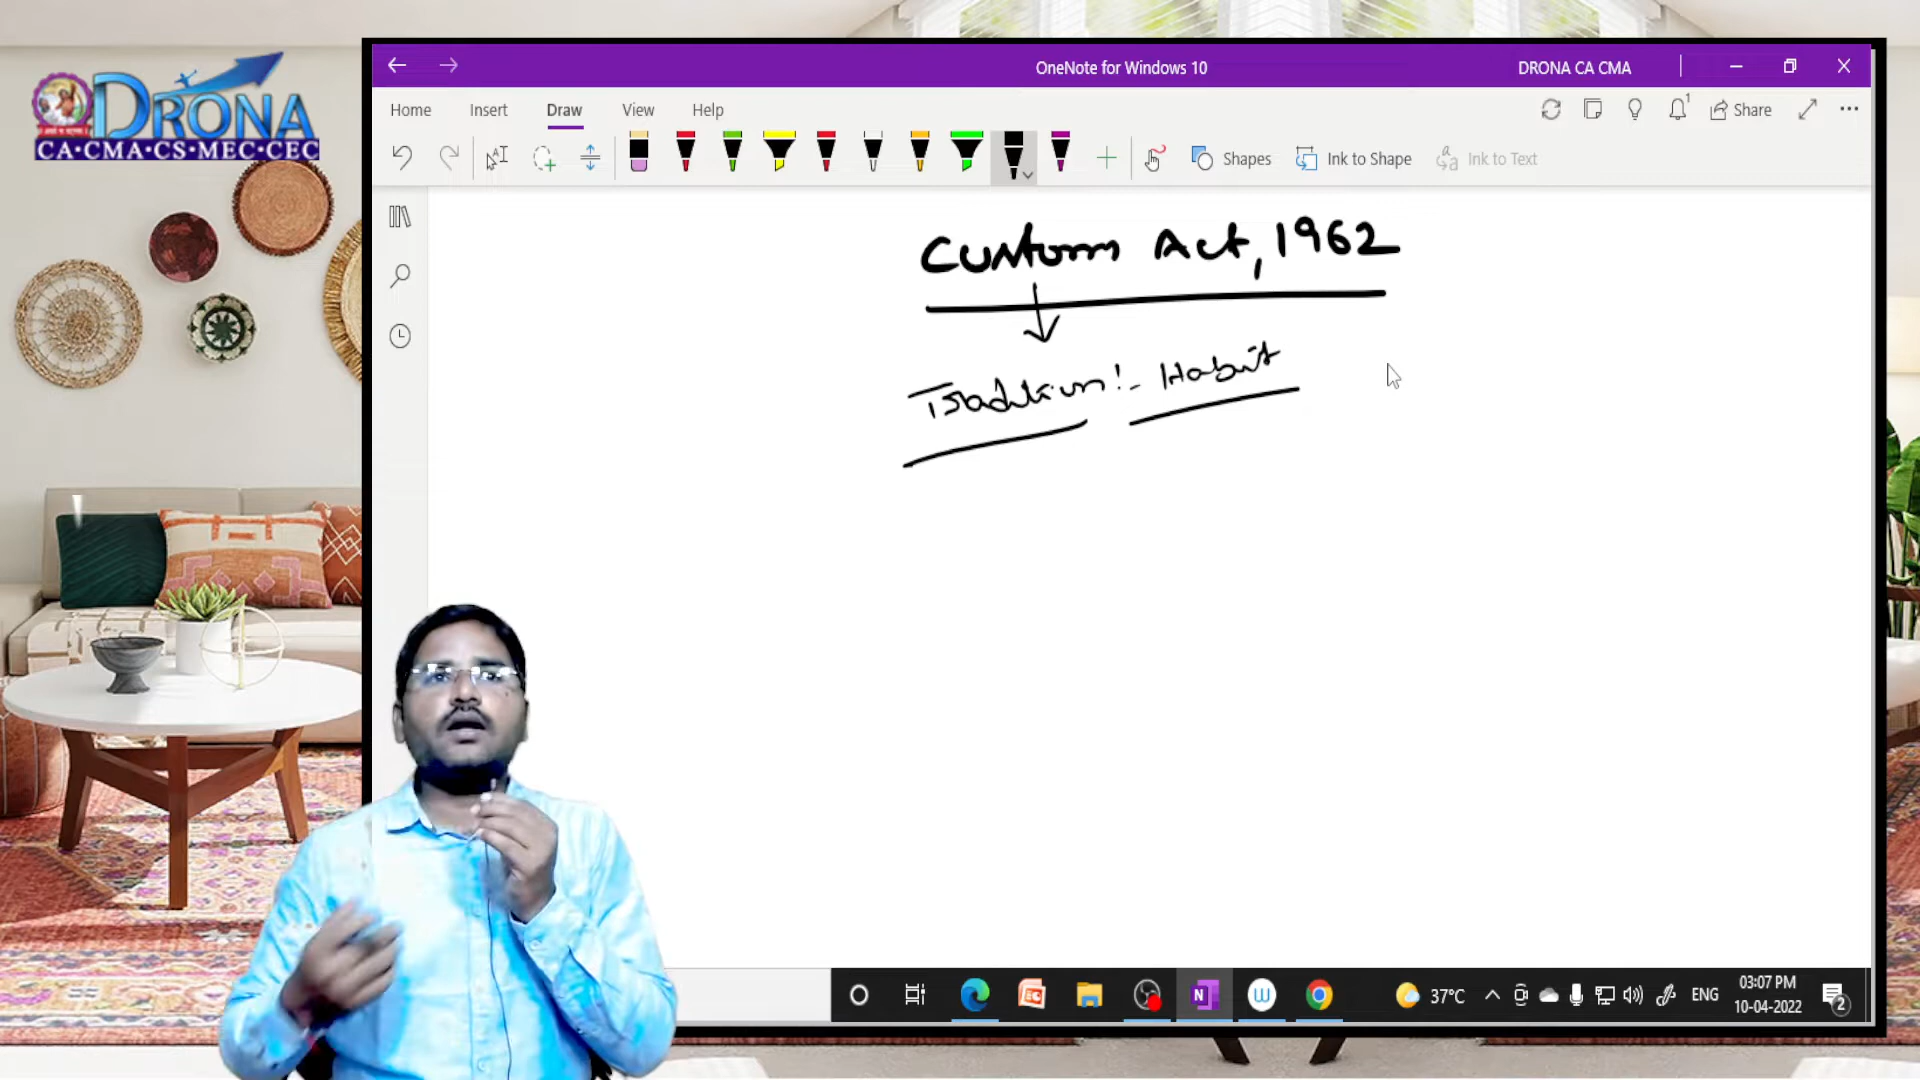 DRONA
CA•CMA•CS•MEC•CEC
OneNote for Windows 10
DRONA CA CMA
Home Insert Draw View Help
1
Share
Shapes
Ink to Shape
Ink to Text
Custom Act, 1962
Tradition:- Habit
37°C
ENG
03:07 PM
10-04-2022
2